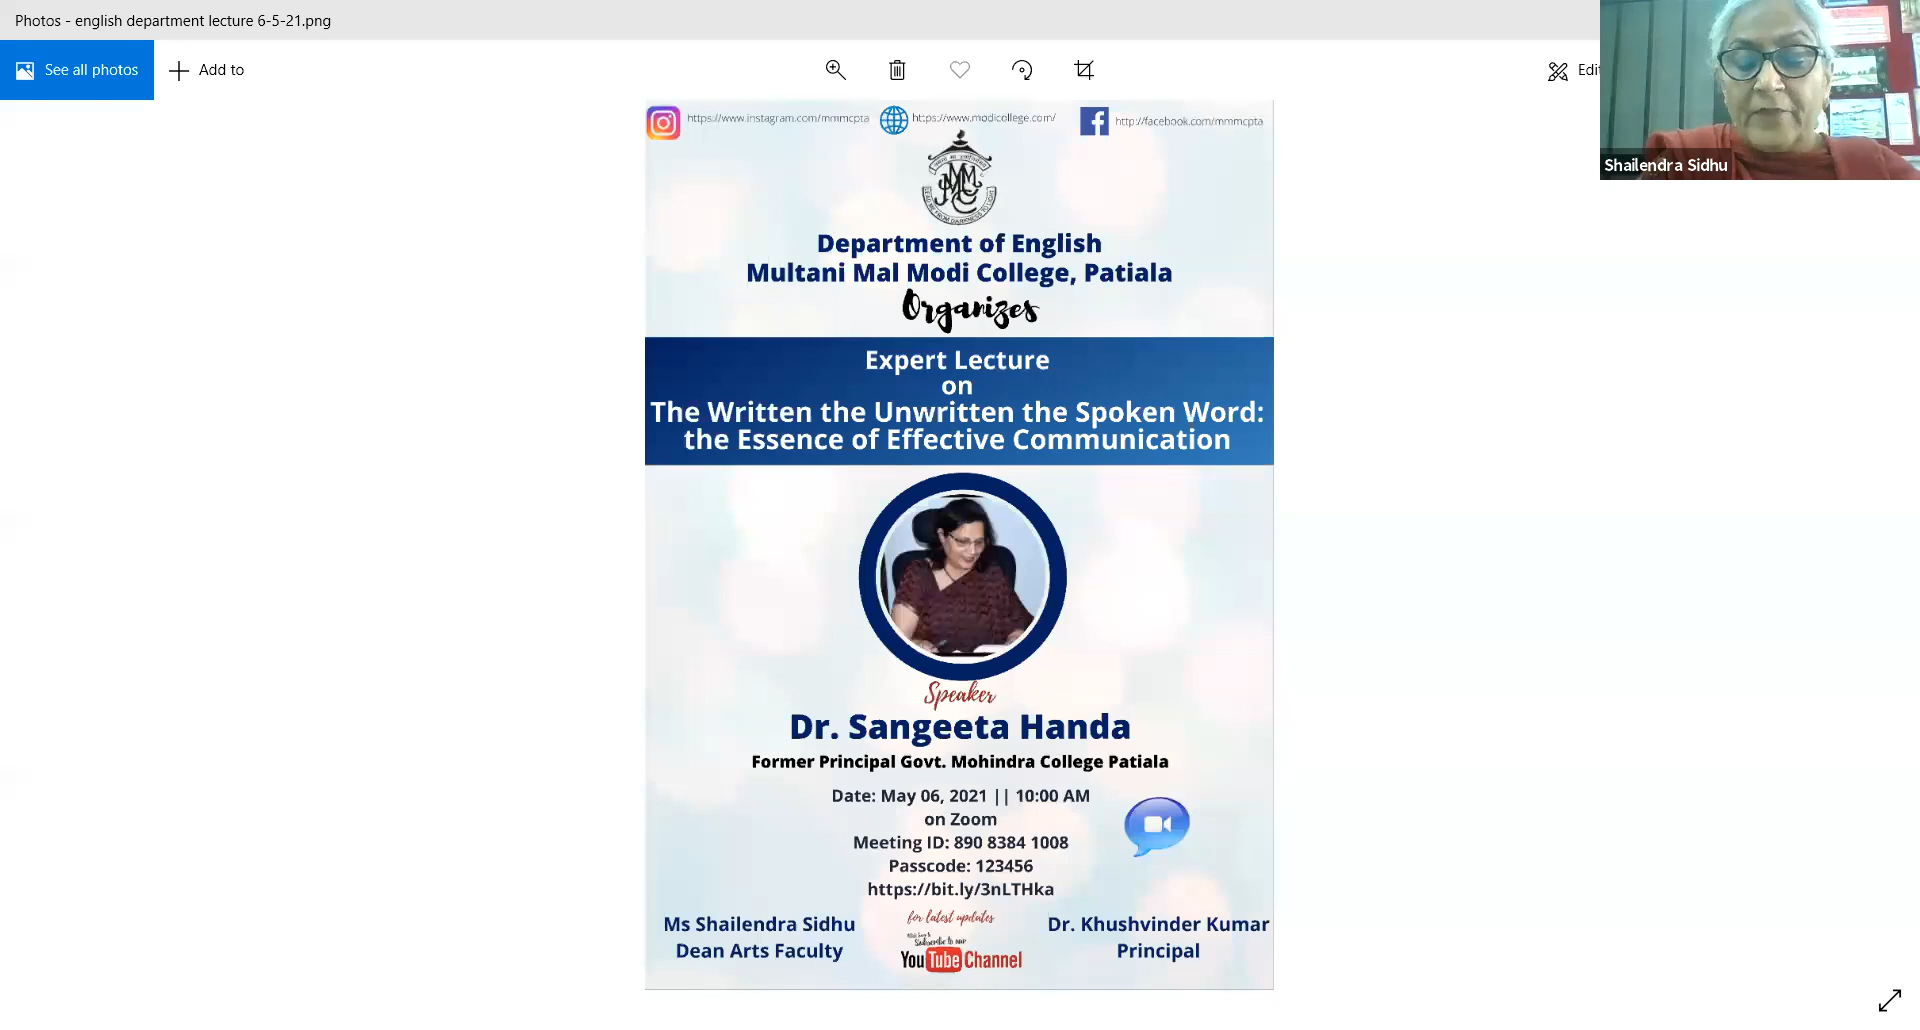 Photos - english department lecture 6-5-21.png
See all photos
Add to
Edit
Shailendra Sidhu
https://www.instagram.com/mmmcpta
https://www.modicollege.com/
http://facebook.com/mmmcpta
Department of English
Multani Mal Modi College, Patiala
Organizes
Expert Lecture
on
The Written the Unwritten the Spoken Word:
the Essence of Effective Communication
Speaker
Dr. Sangeeta Handa
Former Principal Govt. Mohindra College Patiala
Date: May 06, 2021 || 10:00 AM
on Zoom
Meeting ID: 890 8384 1008
Passcode: 123456
https://bit.ly/3nLTHka
Ms Shailendra Sidhu
Dean Arts Faculty
for latest updates
Subscribe to our
YouTube Channel
Dr. Khushvinder Kumar
Principal